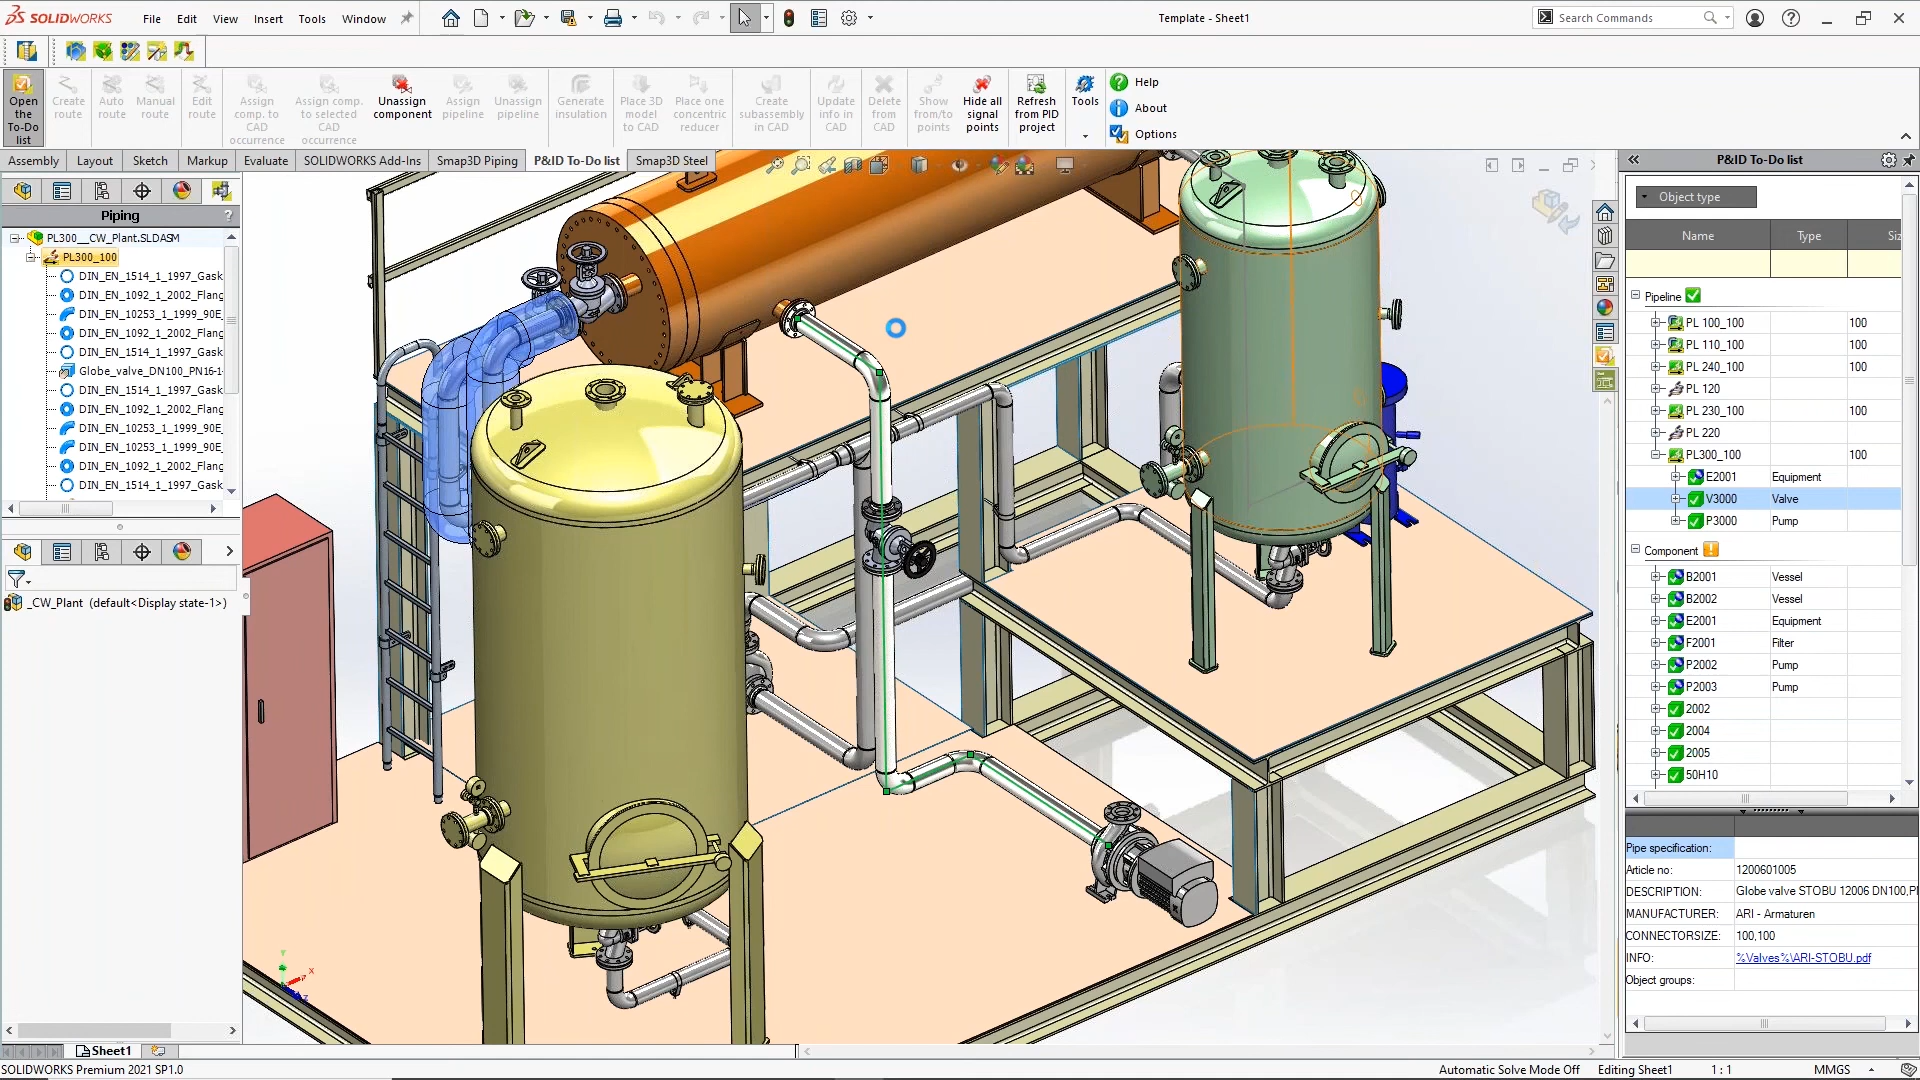 SOLIDWORKS File Edit View Insert Tools Window
Template - Sheet1
Search Commands
Open the To-Do list
Create route
Auto route
Manual route
Edit route
Assign comp. to CAD occurrence
Assign comp. to selected CAD occurrence
Unassign component
Assign pipeline
Unassign pipeline
Generate insulation
Place 3D model to CAD
Place one concentric reducer
Create subassembly in CAD
Update info in CAD
Delete from CAD
Show from/to points
Hide all signal points
Refresh from PID project
Tools
Help
About
Options
Assembly Layout Sketch Markup Evaluate SOLIDWORKS Add-Ins Smap3D Piping P&ID To-Do list Smap3D Steel
Piping ?
PL300__CW_Plant.SLDASM
PL300_100
DIN_EN_1514_1_1997_Gask
DIN_EN_1092_1_2002_Flang
DIN_EN_10253_1_1999_90E_
DIN_EN_1092_1_2002_Flang
DIN_EN_1514_1_1997_Gask
Globe_valve_DN100_PN16-1
DIN_EN_1514_1_1997_Gask
DIN_EN_1092_1_2002_Flang
DIN_EN_10253_1_1999_90E_
DIN_EN_10253_1_1999_90E_
DIN_EN_1092_1_2002_Flang
DIN_EN_1514_1_1997_Gask
_CW_Plant (default<Display state-1>)
P&ID To-Do list
Object type
Name Type Siz
Pipeline
PL 100_100 100
PL 110_100 100
PL 240_100 100
PL 120
PL 230_100 100
PL 220
PL300_100 100
E2001 Equipment
V3000 Valve
P3000 Pump
Component
B2001 Vessel
B2002 Vessel
E2001 Equipment
F2001 Filter
P2002 Pump
P2003 Pump
2002
2004
2005
50H10
Pipe specification:
Article no: 1200601005
DESCRIPTION: Globe valve STOBU 12006 DN100,PI
MANUFACTURER: ARI - Armaturen
CONNECTORSIZE: 100,100
INFO: %Valves%\ARI-STOBU.pdf
Object groups:
Sheet1
SOLIDWORKS Premium 2021 SP1.0
Automatic Solve Mode Off Editing Sheet1 1 : 1 MMGS